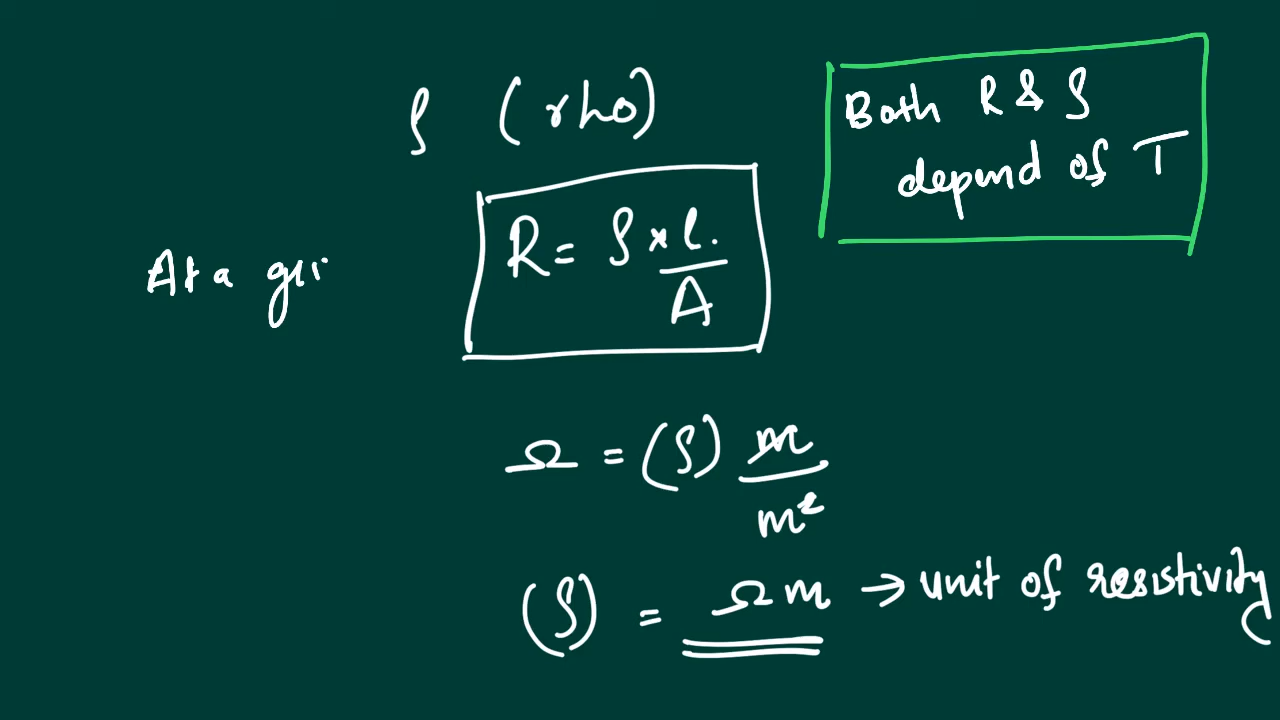 ρ (rho)
Both R & ρ
depend of T
R = ρ × l.
A
At a gi
Ω = (ρ) m
m²
(ρ) = Ωm → unit of resistivity